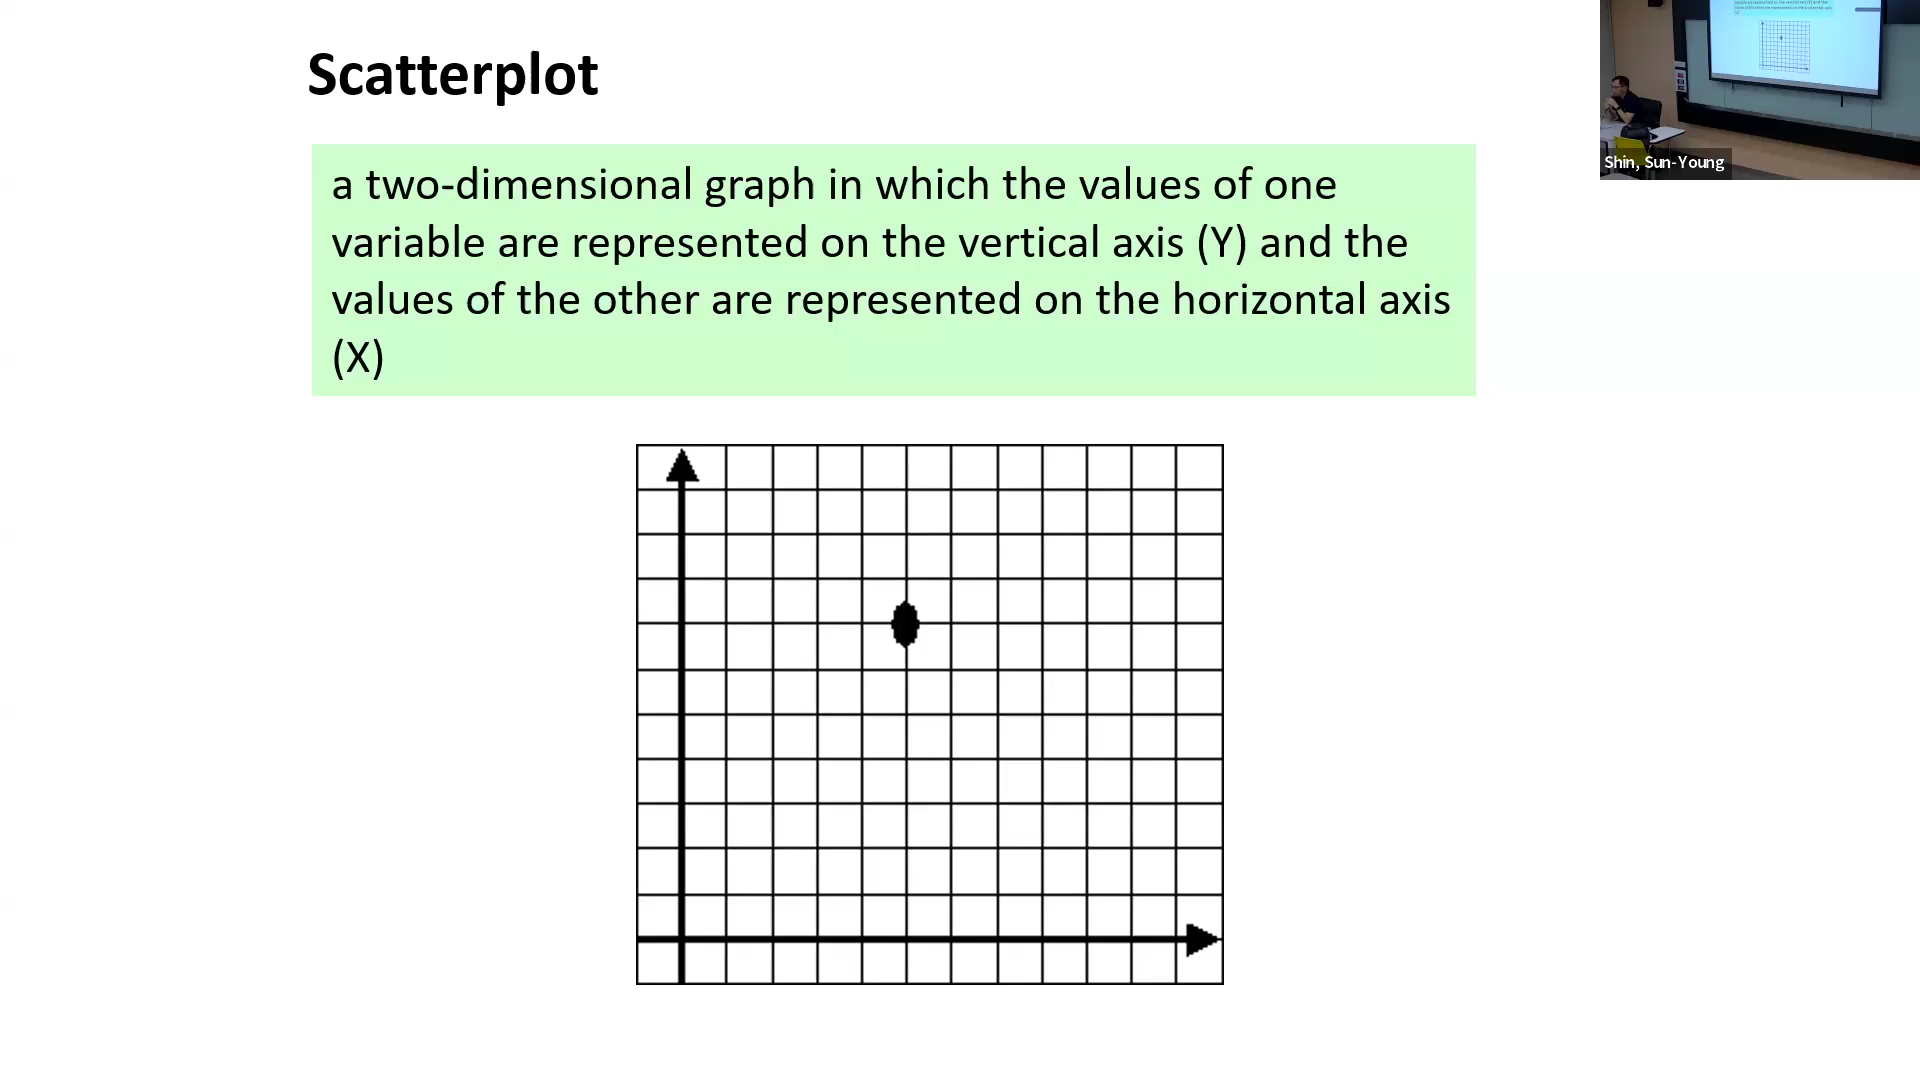 Scatterplot
a two-dimensional graph in which the values of one
variable are represented on the vertical axis (Y) and the
values of the other are represented on the horizontal axis
(X)
Shin, Sun-Young